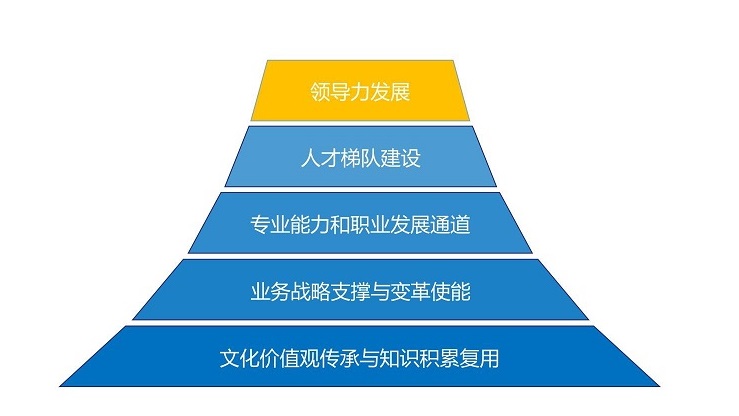 领导力发展
人才梯队建设
专业能力和职业发展通道
业务战略支撑与变革使能
文化价值观传承与知识积累复用